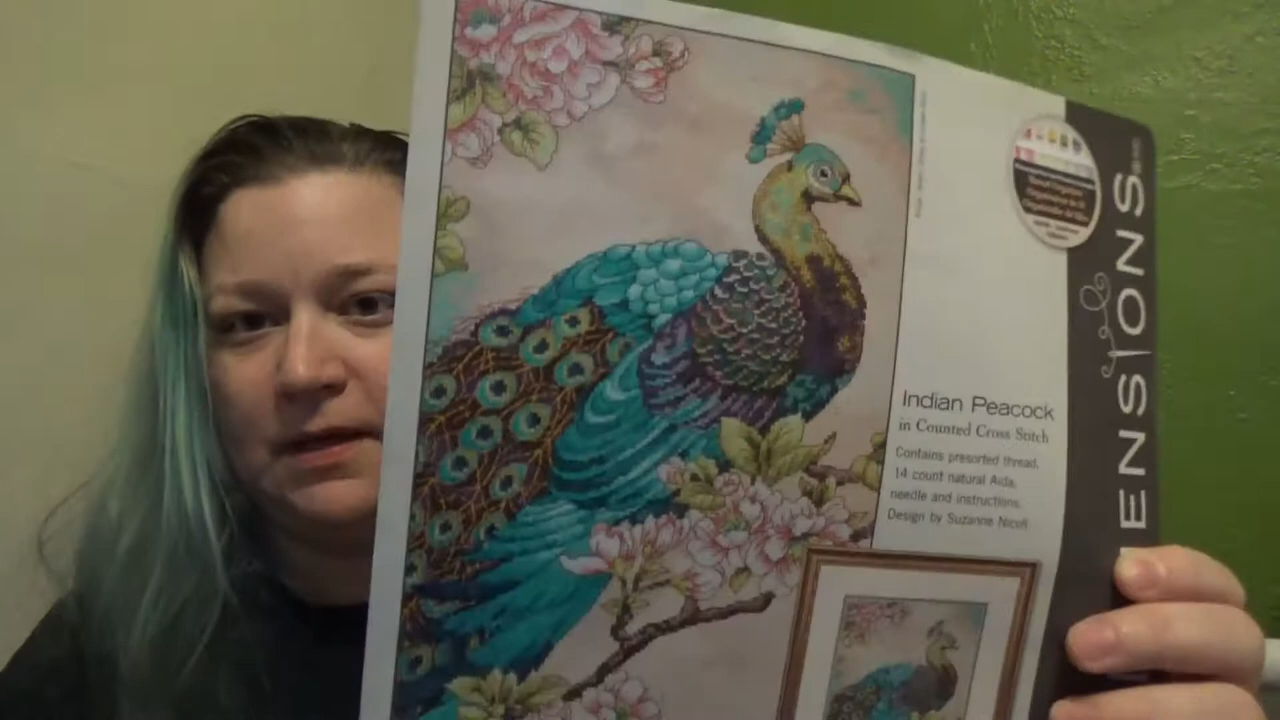 Indian Peacock
in Counted Cross Stitch
Contains presorted thread,
14 count natural Aida,
needle and instructions.
Design by Suzanne Nicoll
ENSIONS